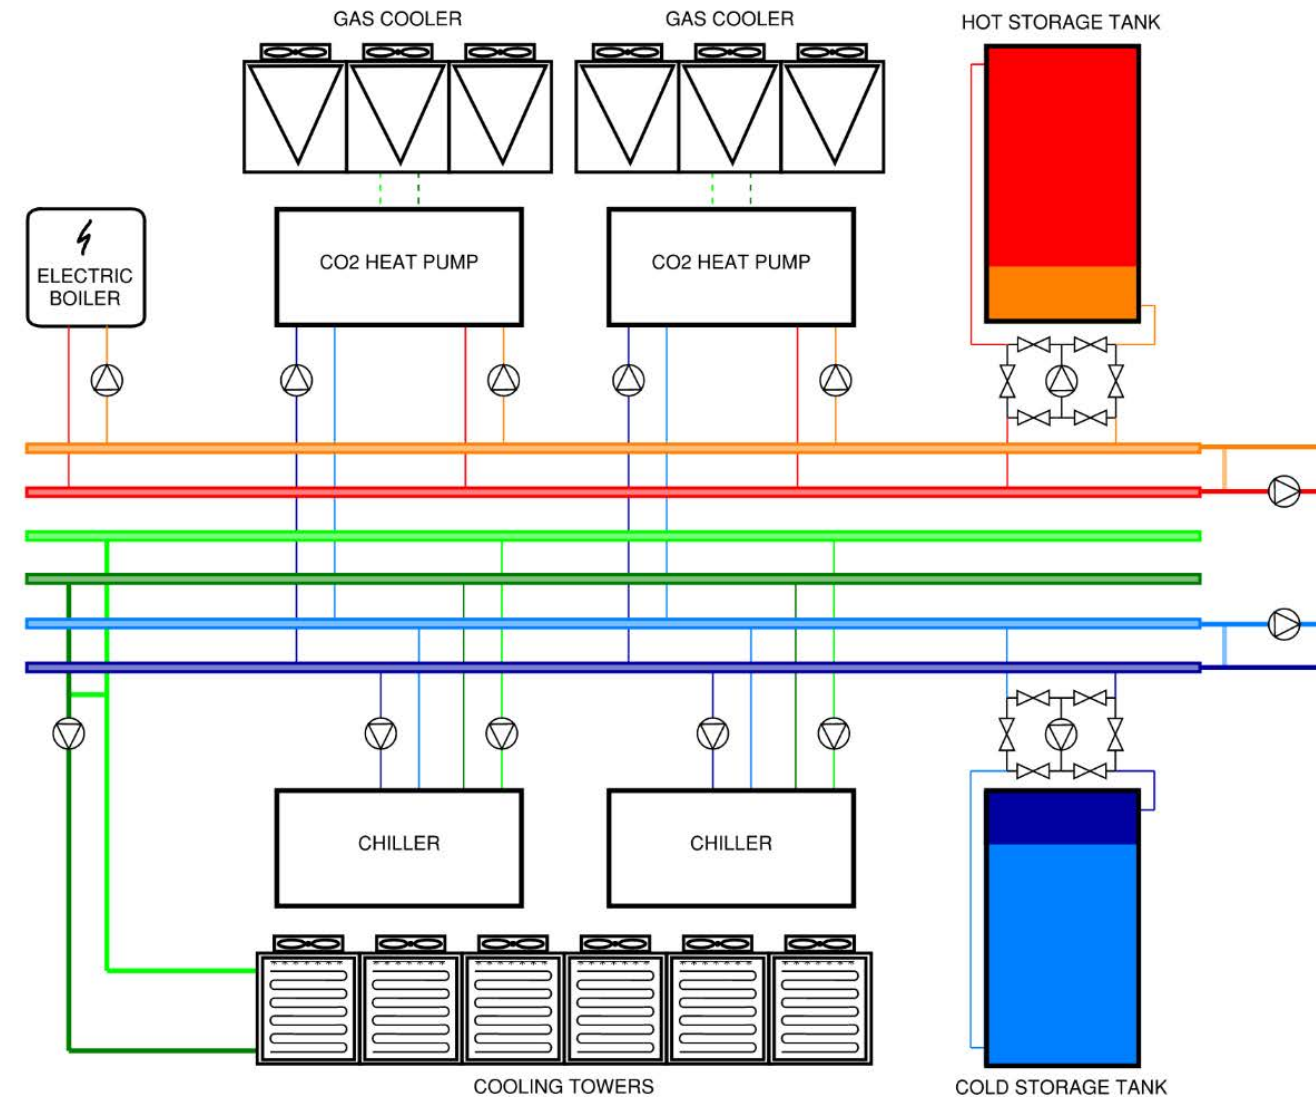 GAS COOLER
GAS COOLER
HOT STORAGE TANK
ELECTRIC
BOILER
CO2 HEAT PUMP
CO2 HEAT PUMP
CHILLER
CHILLER
COOLING TOWERS
COLD STORAGE TANK